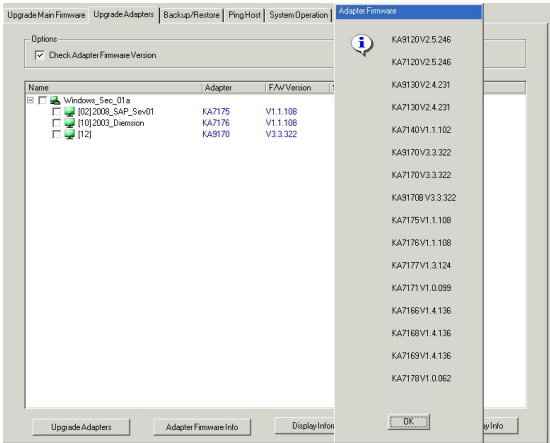 Upgrade Main Firmware Upgrade Adapters Backup/Restore Ping Host System Operation
Options
Check Adapter Firmware Version
Name Adapter F/W Version
Windows_Sec_01a
[02]2008_SAP_Sev01 KA7175 V1.1.108
[10]2003_Diemsion KA7176 V1.1.108
[12] KA9170 V3.3.322
Upgrade Adapters Adapter Firmware Info
Adapter Firmware
KA9120V2.5.246
KA7120V2.5.246
KA9130V2.4.231
KA7130V2.4.231
KA7140V1.1.102
KA9170V3.3.322
KA7170V3.3.322
KA9170B V3.3.322
KA7175V1.1.108
KA7176V1.1.108
KA7177V1.3.124
KA7171V1.0.099
KA7166V1.4.136
KA7168V1.4.136
KA7169V1.4.136
KA7178V1.0.062
OK